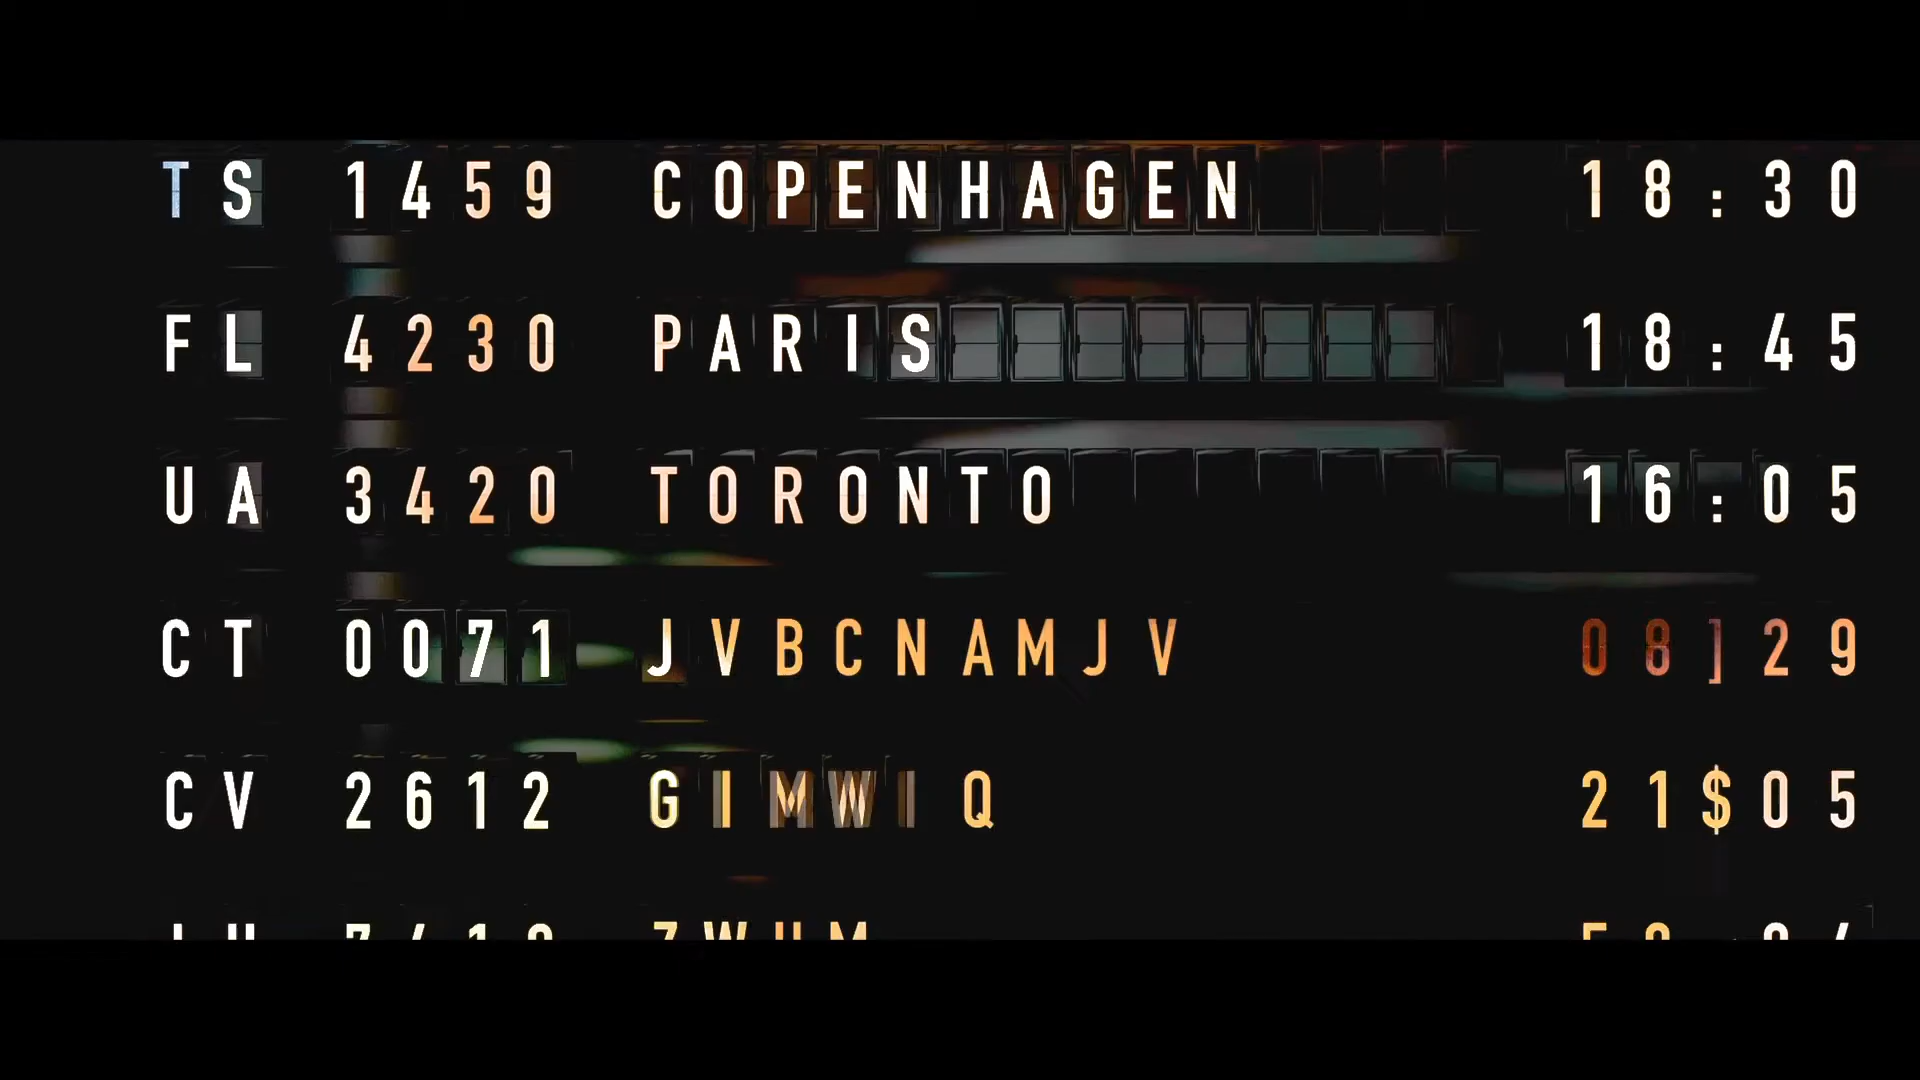 TS 1459 COPENHAGEN 18:30
FL 4230 PARIS 18:45
UA 3420 TORONTO 16:05
CT 0071 JVBCNAMJV 08]29
CV 2612 GIMWIQ 21$05